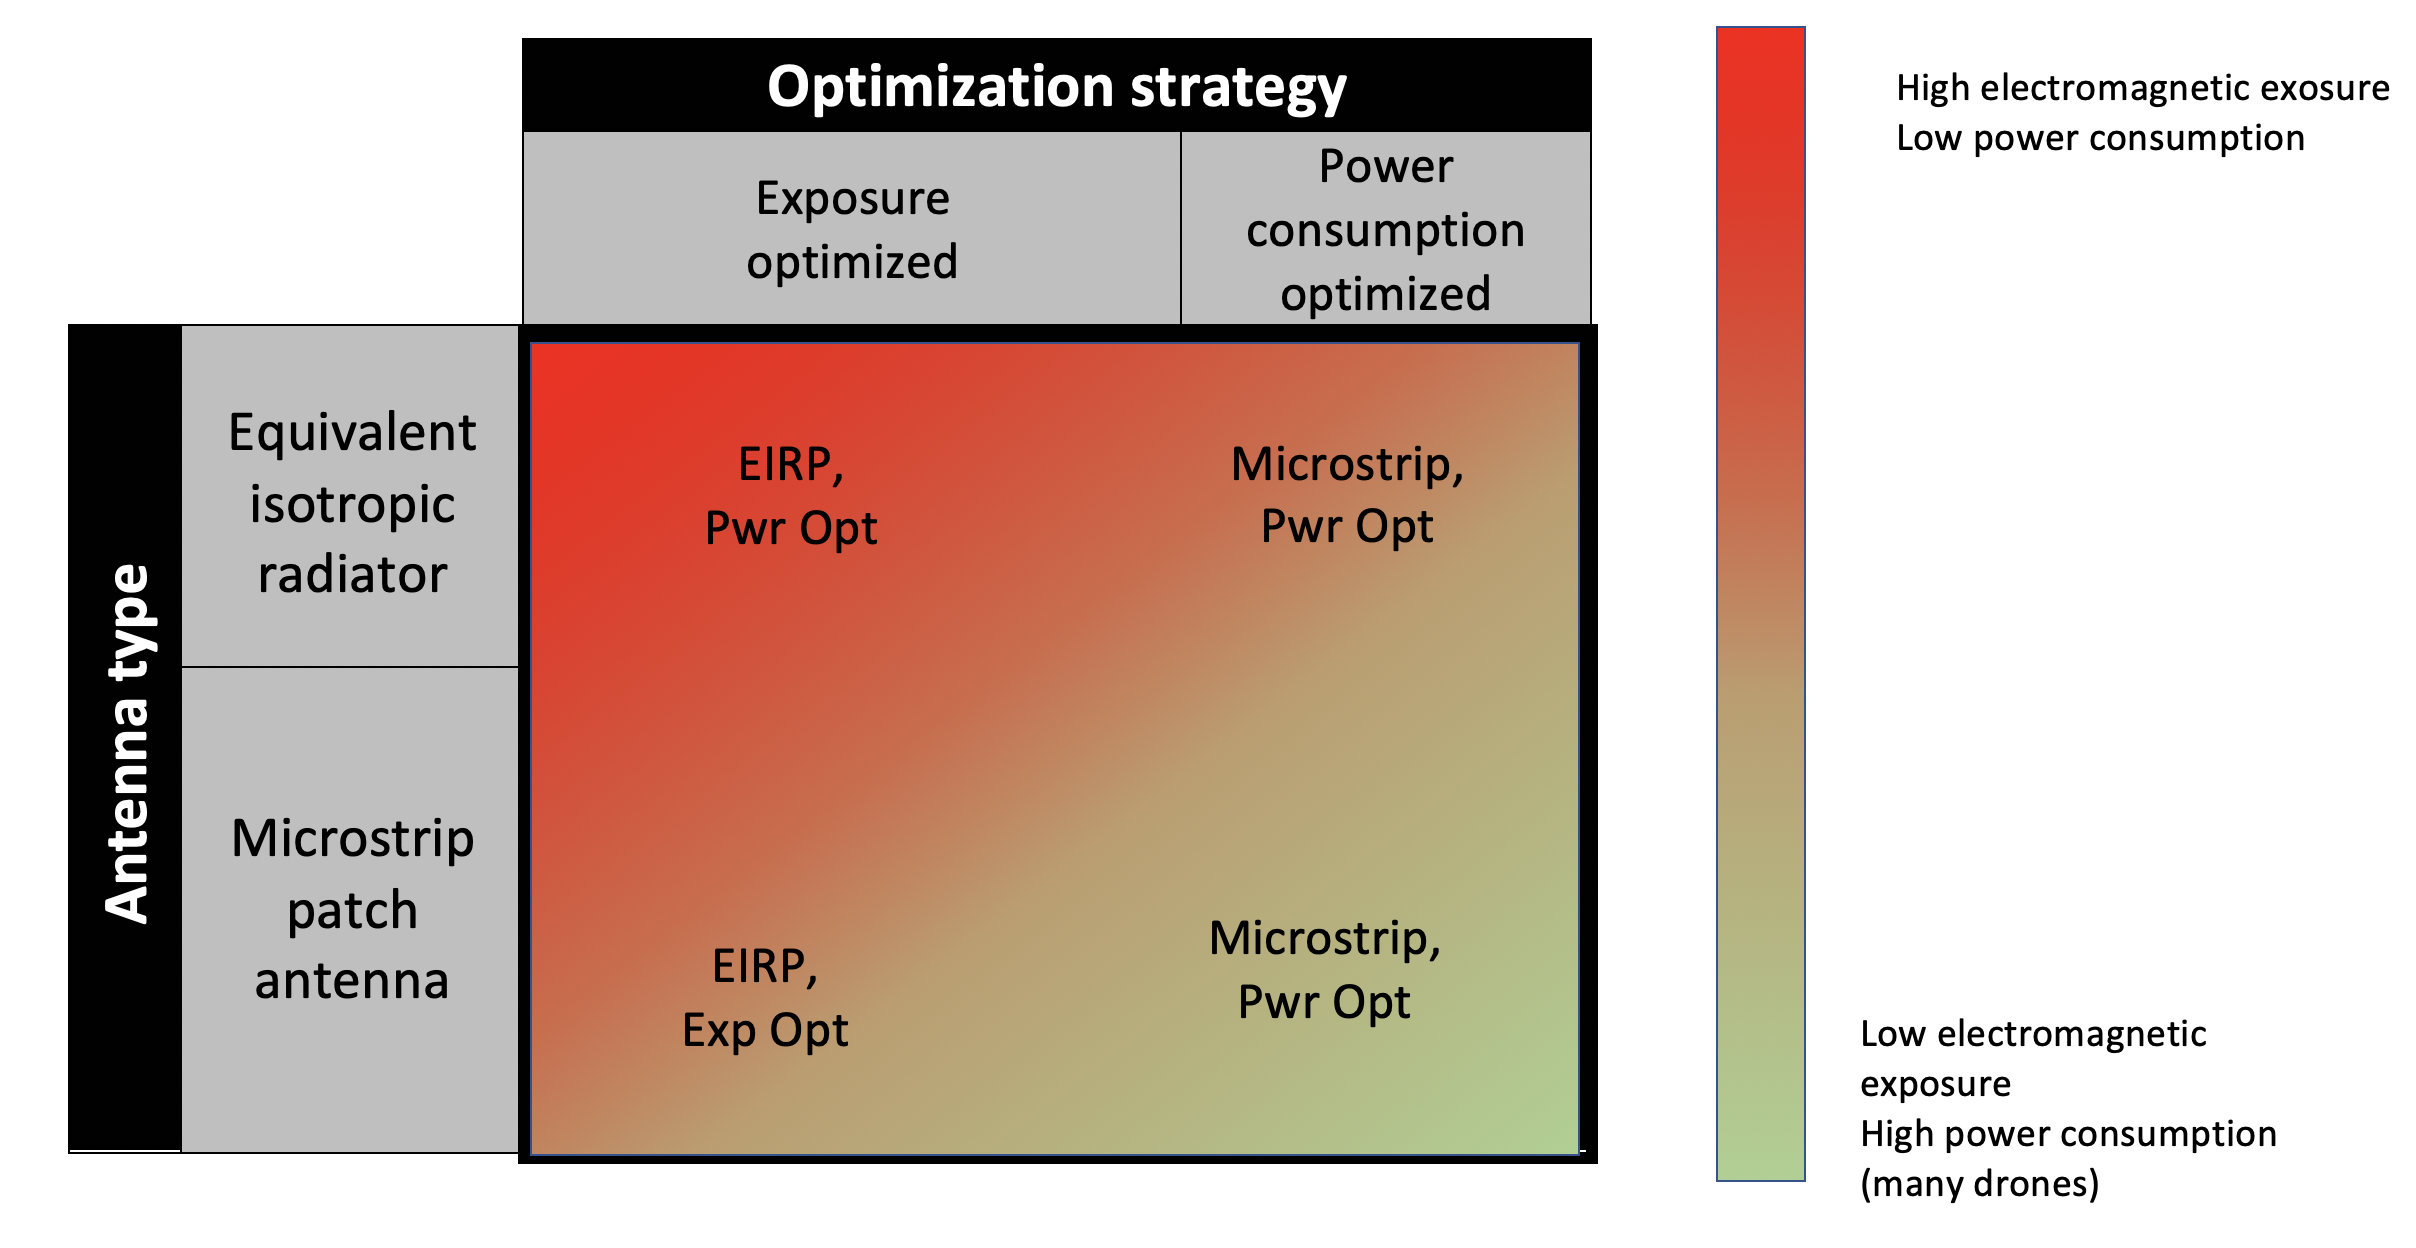 Optimization strategy
Exposure
optimized
Power
consumption
optimized
Antenna type
Equivalent
isotropic
radiator
Microstrip
patch
antenna
EIRP,
Pwr Opt
Microstrip,
Pwr Opt
EIRP,
Exp Opt
Microstrip,
Pwr Opt
High electromagnetic exosure
Low power consumption
Low electromagnetic
exposure
High power consumption
(many drones)